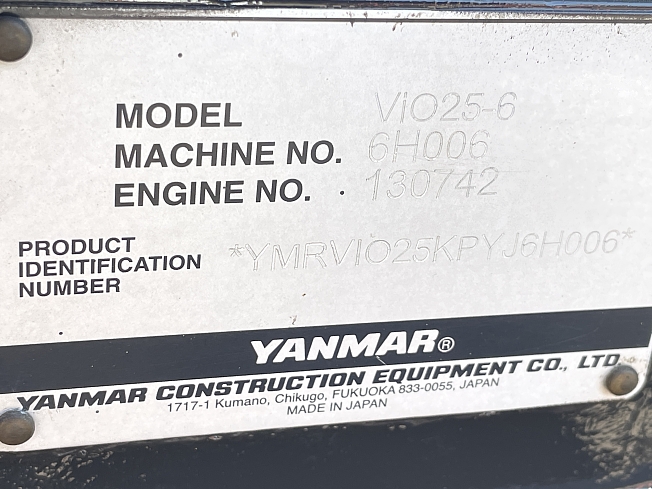 MODEL ViO25-6
MACHINE NO. 6H006
ENGINE NO. 130742
PRODUCT
IDENTIFICATION
NUMBER
*YMRVIO25KPYJ6H006*
YANMAR®
YANMAR CONSTRUCTION EQUIPMENT CO., LTD.
1717-1 Kumano, Chikugo, FUKUOKA 833-0055, JAPAN
MADE IN JAPAN